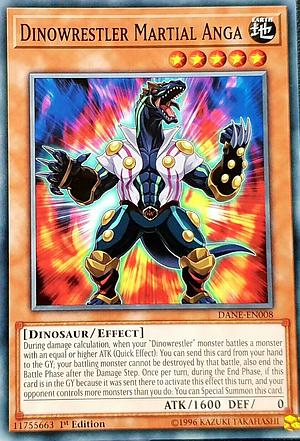 DINOWRESTLER MARTIAL ANGA
EARTH
地
DANE-EN008
[DINOSAUR/EFFECT]
During damage calculation, when your "Dinowrestler" monster battles a monster
with an equal or higher ATK (Quick Effect): You can send this card from your hand
to the GY; your battling monster cannot be destroyed by that battle, also end the
Battle Phase after the Damage Step. Once per turn, during the End Phase, if this
card is in the GY because it was sent there to activate this effect this turn, and your
opponent controls more monsters than you do: You can Special Summon this card.
ATK/1600 DEF/ 0
11755663 1st Edition ©1996 KAZUKI TAKAHASHI